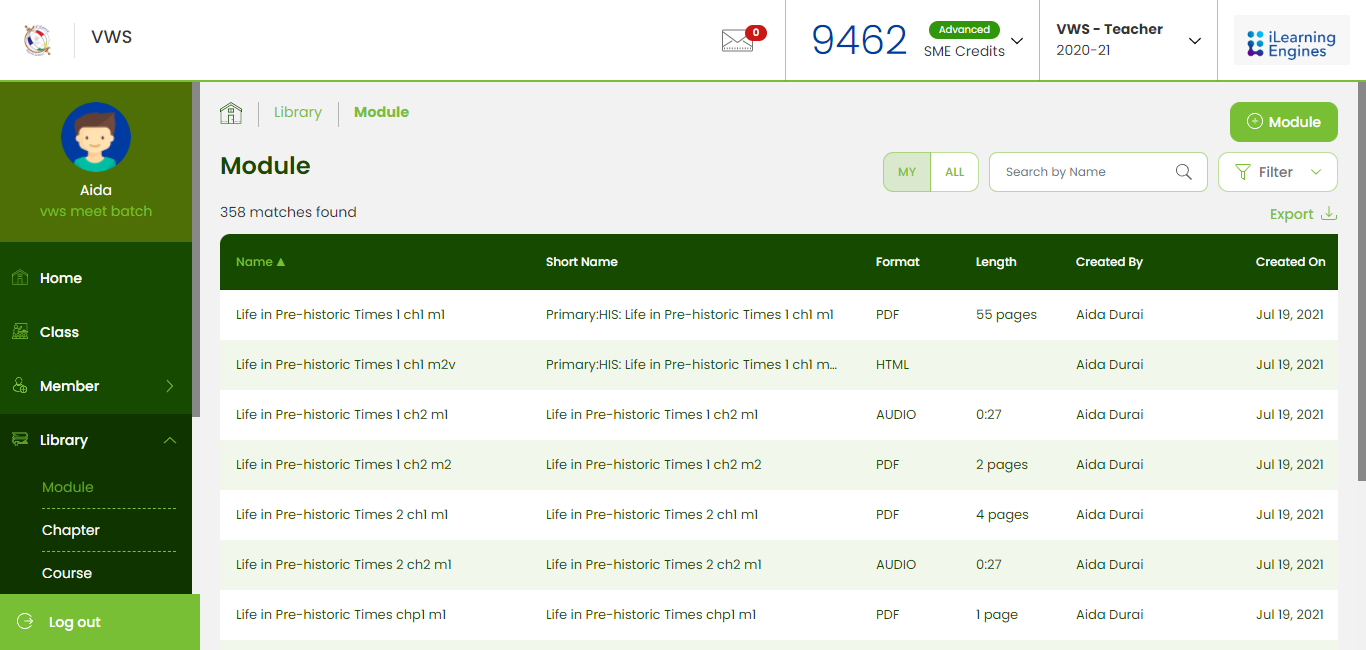 VWS
0
9462
Advanced
SME Credits
VWS - Teacher
2020-21
iLearning
Engines
Aida
vws meet batch
Home
Class
Member
Library
Module
Chapter
Course
Log out
Library Module
Module
Module
MY ALL Search by Name Filter
358 matches found
Export
Name ▲ Short Name Format Length Created By Created On
Life in Pre-historic Times 1 ch1 m1 Primary:HIS: Life in Pre-historic Times 1 ch1 m1 PDF 55 pages Aida Durai Jul 19, 2021
Life in Pre-historic Times 1 ch1 m2v Primary:HIS: Life in Pre-historic Times 1 ch1 m... HTML Aida Durai Jul 19, 2021
Life in Pre-historic Times 1 ch2 m1 Life in Pre-historic Times 1 ch2 m1 AUDIO 0:27 Aida Durai Jul 19, 2021
Life in Pre-historic Times 1 ch2 m2 Life in Pre-historic Times 1 ch2 m2 PDF 2 pages Aida Durai Jul 19, 2021
Life in Pre-historic Times 2 ch1 m1 Life in Pre-historic Times 2 ch1 m1 PDF 4 pages Aida Durai Jul 19, 2021
Life in Pre-historic Times 2 ch2 m1 Life in Pre-historic Times 2 ch2 m1 AUDIO 0:27 Aida Durai Jul 19, 2021
Life in Pre-historic Times chp1 m1 Life in Pre-historic Times chp1 m1 PDF 1 page Aida Durai Jul 19, 2021